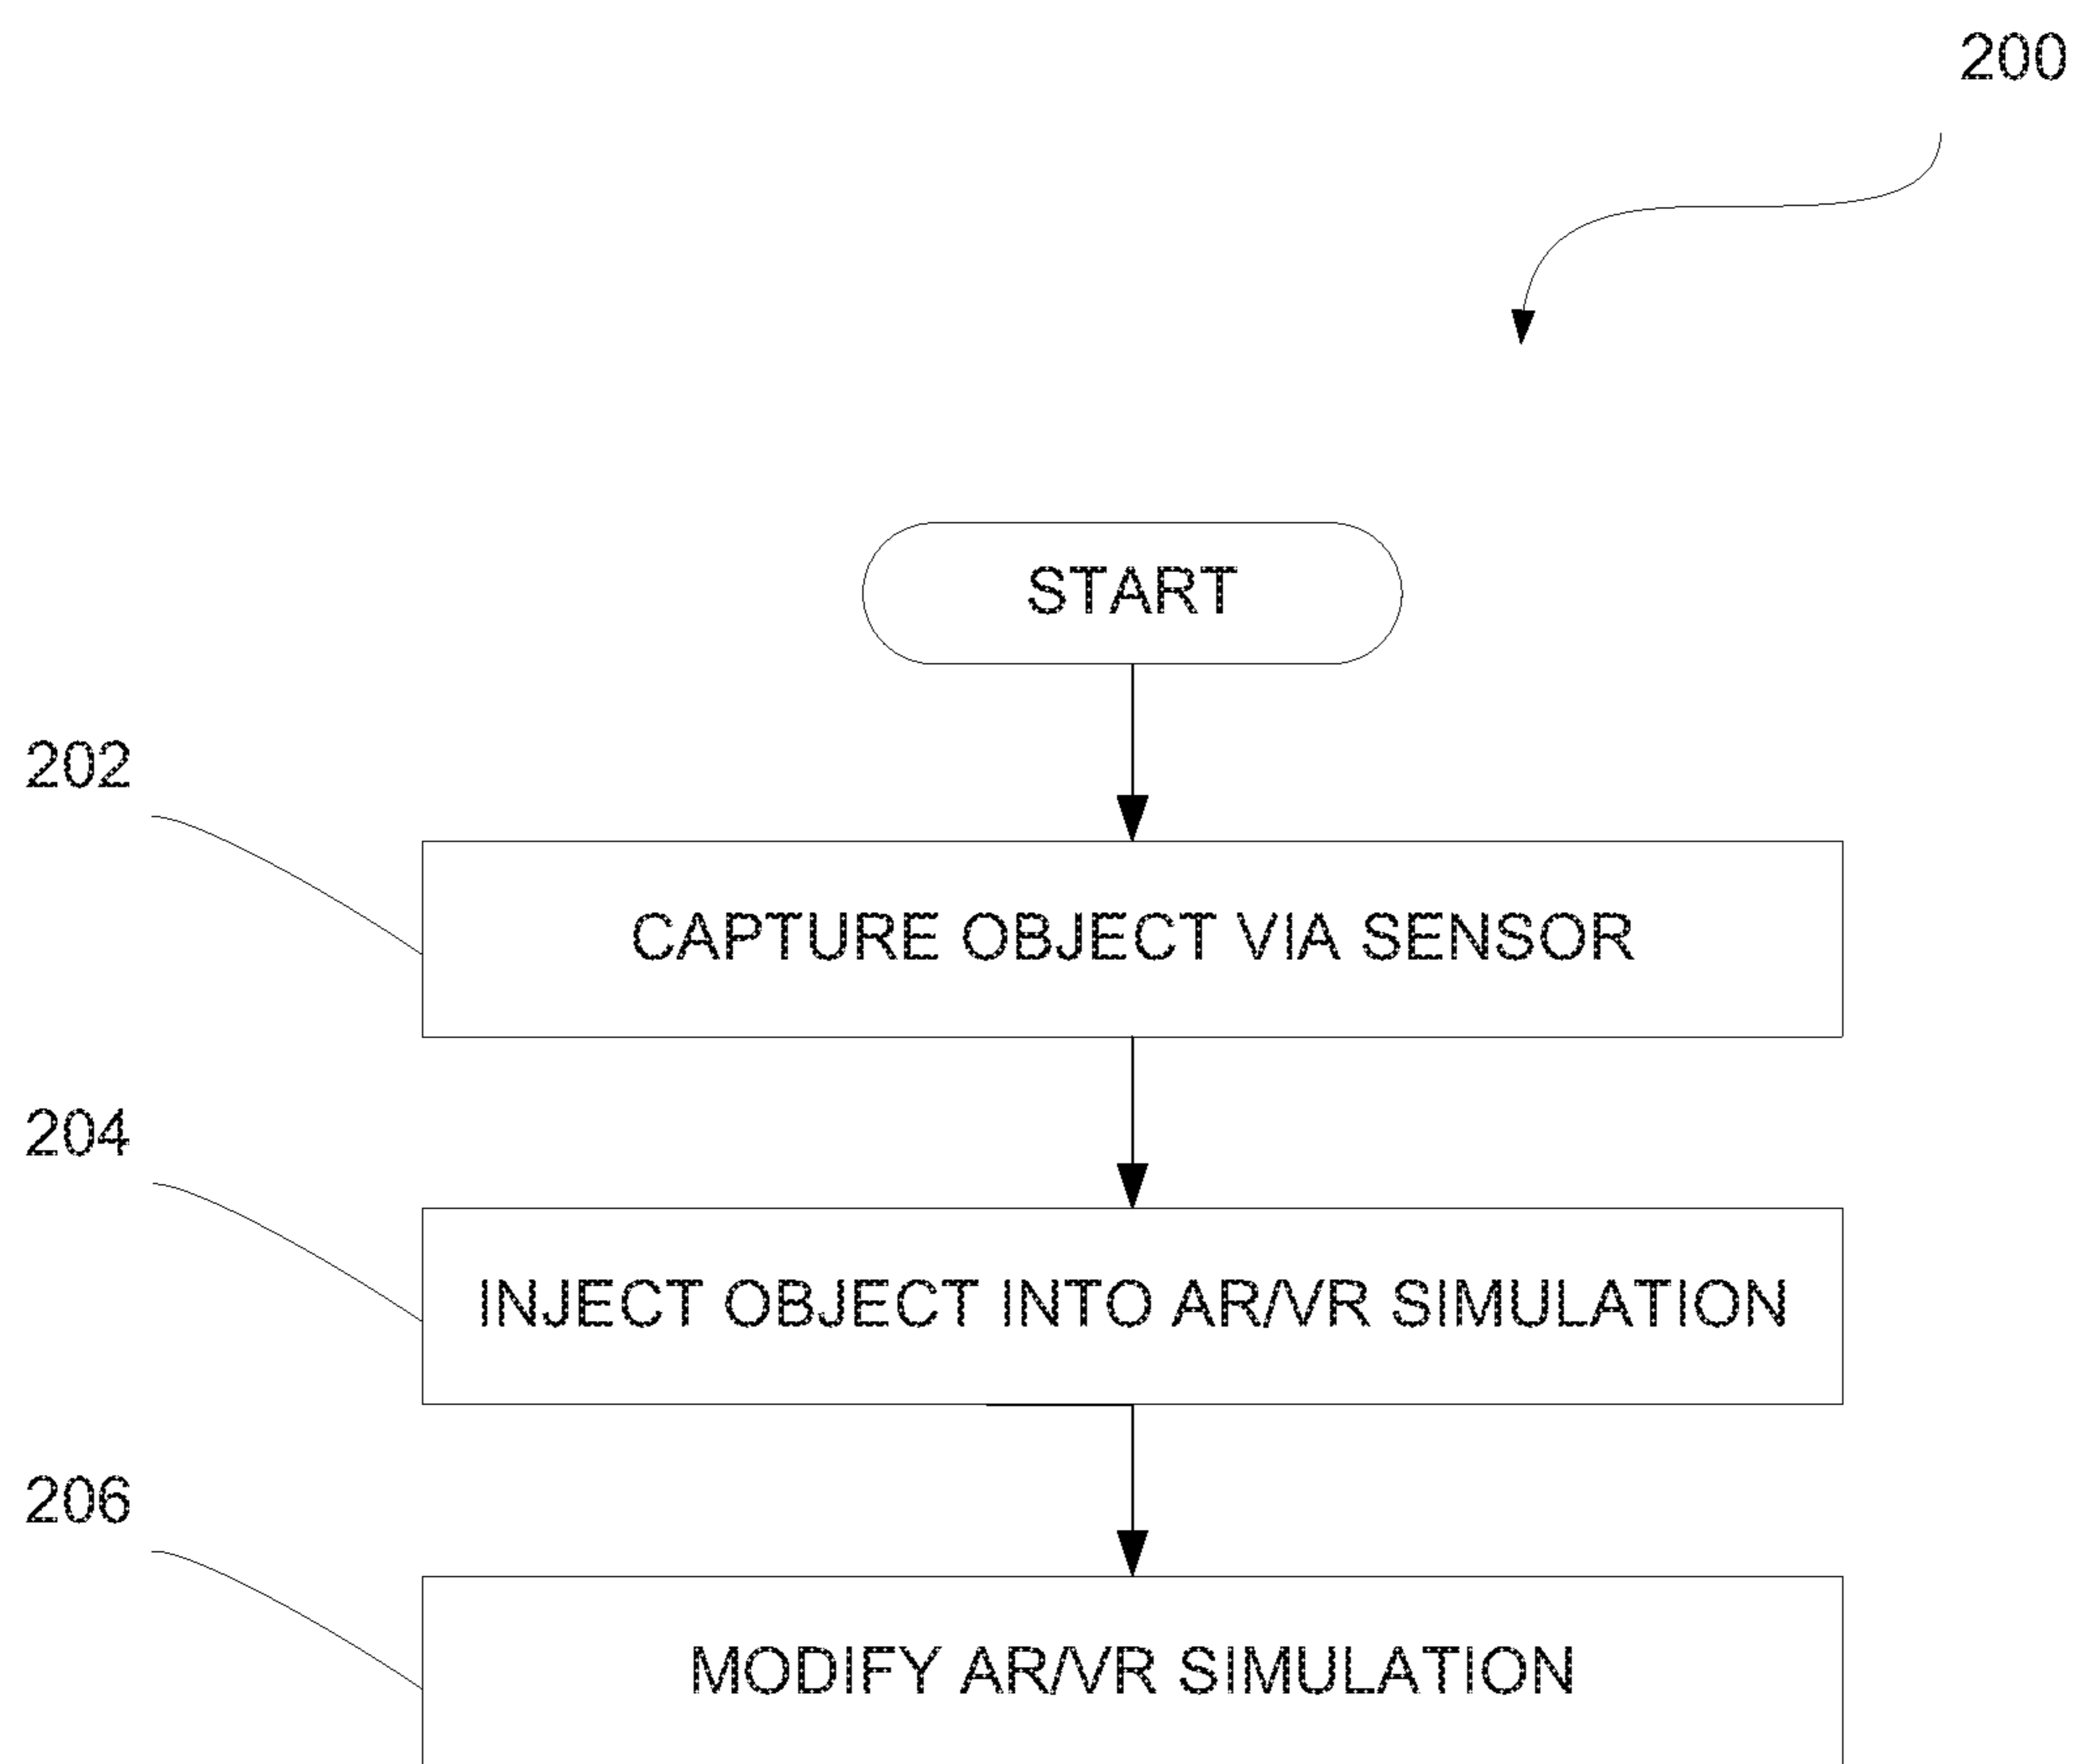 200
START
202
CAPTURE OBJECT VIA SENSOR
204
INJECT OBJECT INTO AR/VR SIMULATION
206
MODIFY AR/VR SIMULATION